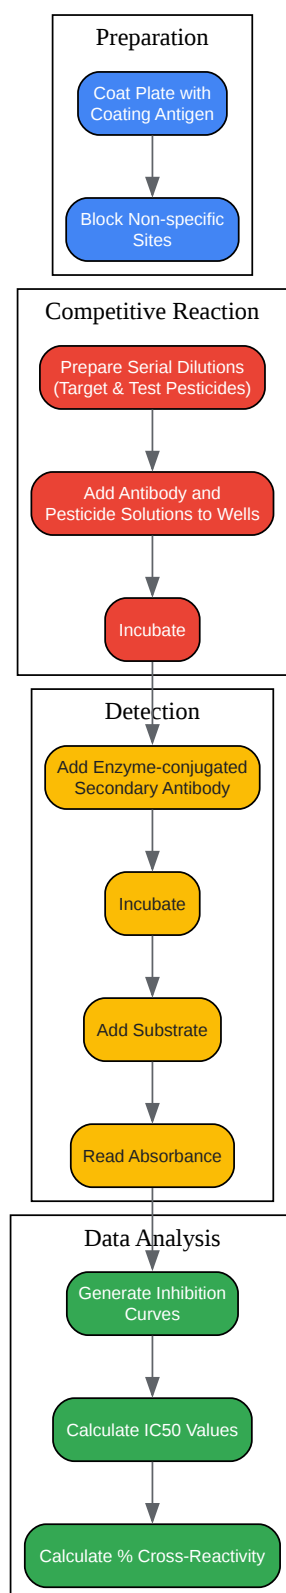 Preparation
Coat Plate with
Coating Antigen
Block Non-specific
Sites
Competitive Reaction
Prepare Serial Dilutions
(Target & Test Pesticides)
Add Antibody and
Pesticide Solutions to Wells
Incubate
Detection
Add Enzyme-conjugated
Secondary Antibody
Incubate
Add Substrate
Read Absorbance
Data Analysis
Generate Inhibition
Curves
Calculate IC50 Values
Calculate % Cross-Reactivity